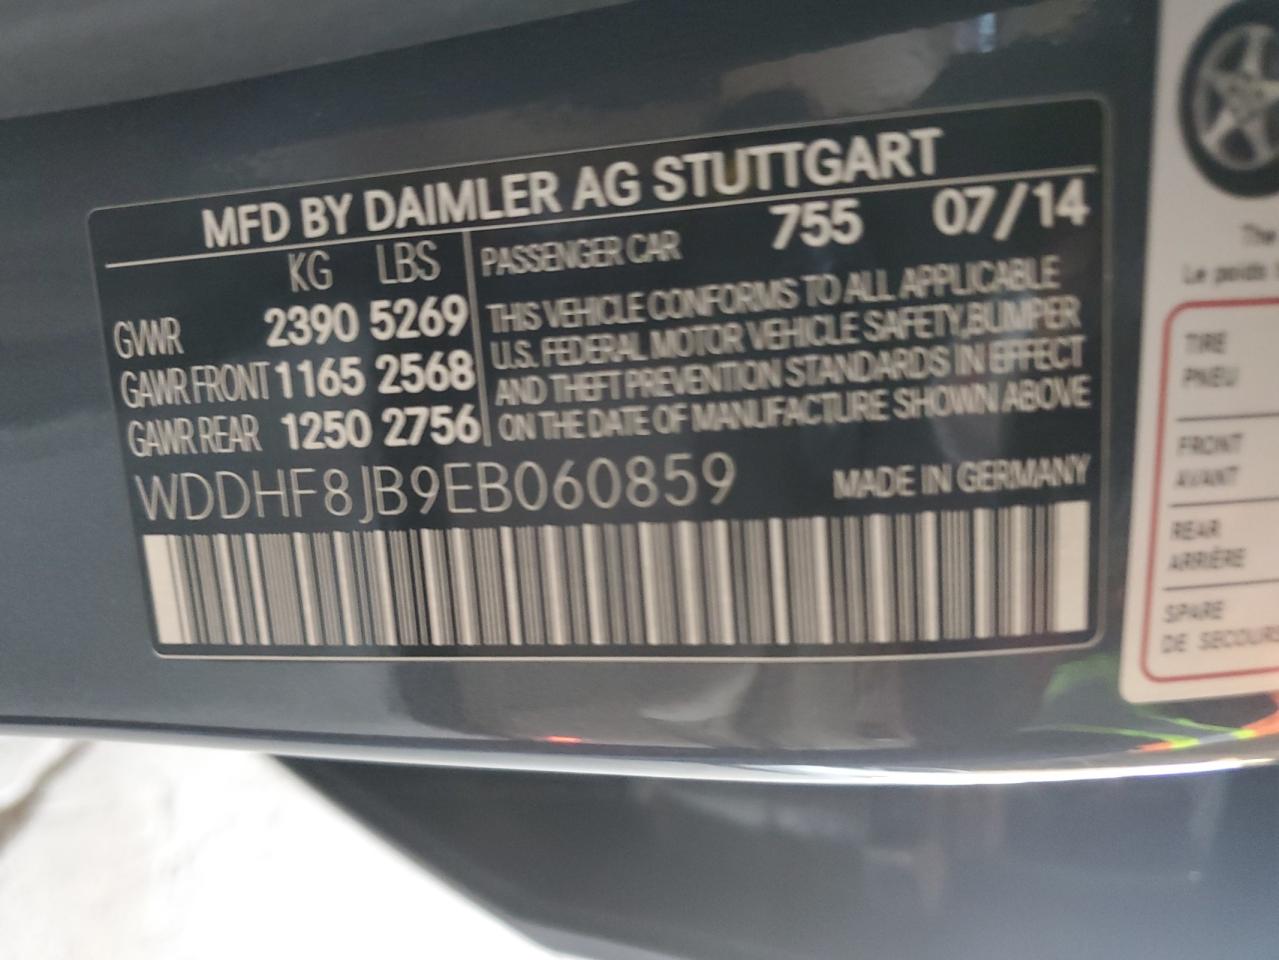 MFD BY DAIMLER AG STUTTGART
KG LBS
GVWR 2390 5269
GAWR FRONT 1165 2568
GAWR REAR 1250 2756
PASSENGER CAR 755 07/14
THIS VEHICLE CONFORMS TO ALL APPLICABLE
U.S. FEDERAL MOTOR VEHICLE SAFETY, BUMPER
AND THEFT PREVENTION STANDARDS IN EFFECT
ON THE DATE OF MANUFACTURE SHOWN ABOVE
WDDHF8JB9EB060859 MADE IN GERMANY
The
Le poids
TIRE
PNEU
FRONT
AVANT
REAR
ARRIÈRE
SPARE
DE SECOURS